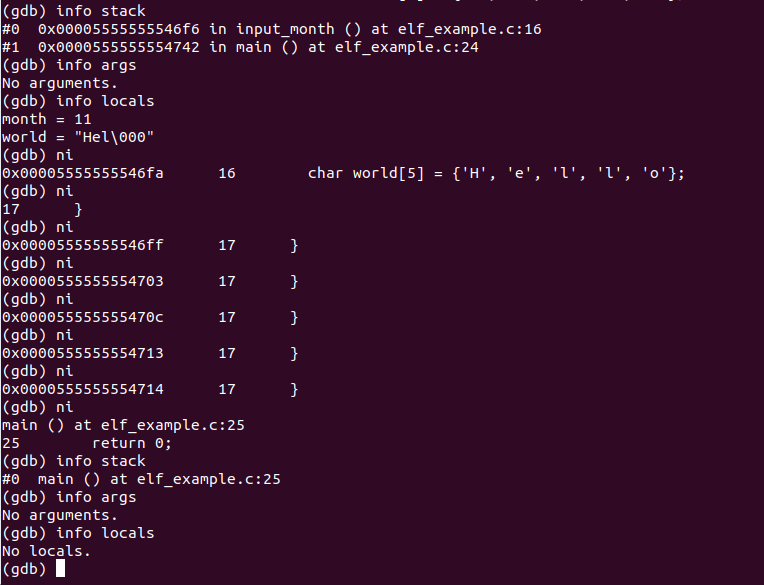 (gdb) info stack
#0  0x00005555555546f6 in input_month () at elf_example.c:16
#1  0x0000555555554742 in main () at elf_example.c:24
(gdb) info args
No arguments.
(gdb) info locals
month = 11
world = "Hel\000"
(gdb) ni
0x00005555555546fa      16        char world[5] = {'H', 'e', 'l', 'l', 'o'};
(gdb) ni
17      }
(gdb) ni
0x00005555555546ff      17      }
(gdb) ni
0x0000555555554703      17      }
(gdb) ni
0x000055555555470c      17      }
(gdb) ni
0x0000555555554713      17      }
(gdb) ni
0x0000555555554714      17      }
(gdb) ni
main () at elf_example.c:25
25        return 0;
(gdb) info stack
#0  main () at elf_example.c:25
(gdb) info args
No arguments.
(gdb) info locals
No locals.
(gdb)